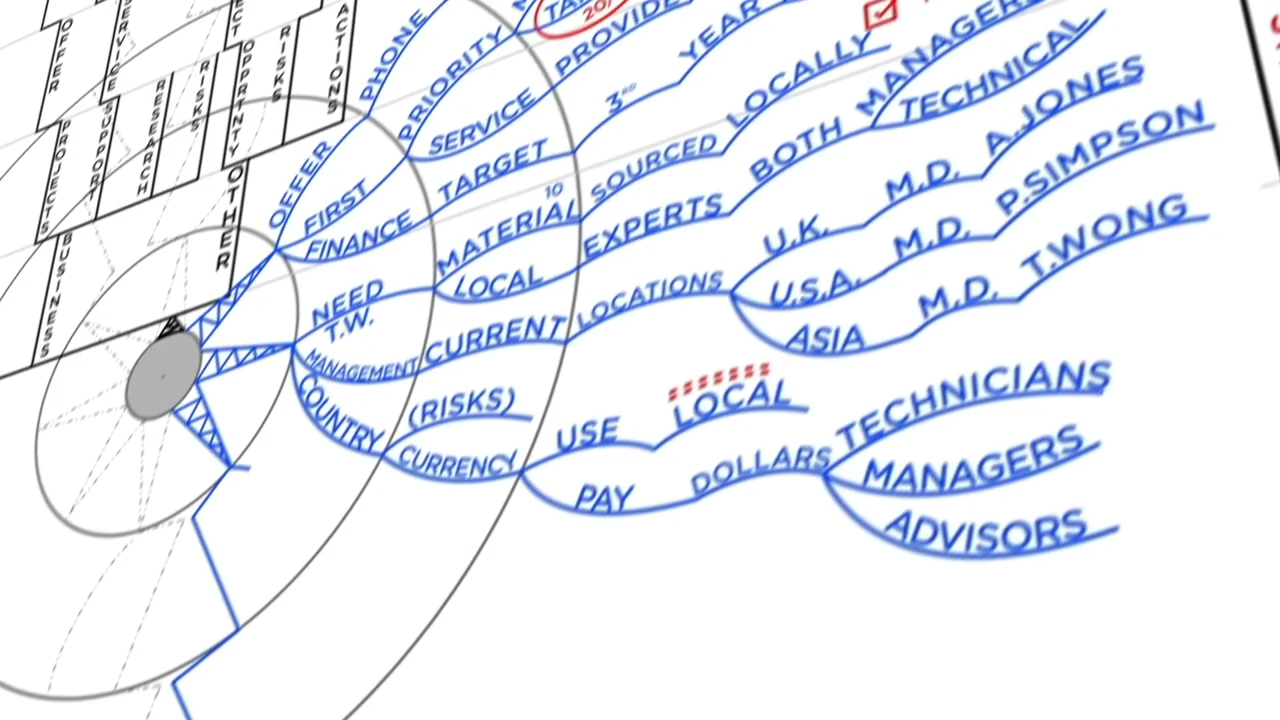 OFFER
SERVICE
PROJECTS
SUPPORT
RESEARCH
RISKS
RISKS
ACTIONS
BUSINESS
OTHER
OFFER
PHONE
FIRST
PRIORITY
SERVICE
PROVIDE
FINANCE
TARGET
3RD YEAR
NEED
T.W.
MATERIAL 10 SOURCED LOCALLY
LOCAL EXPERTS BOTH MANAGERS
TECHNICAL
MANAGEMENT CURRENT LOCATIONS
U.K. M.D. A.JONES
U.S.A. M.D. P.SIMPSON
ASIA M.D. T.WONG
COUNTRY
(RISKS)
CURRENCY
USE LOCAL
PAY DOLLARS
TECHNICIANS
MANAGERS
ADVISORS